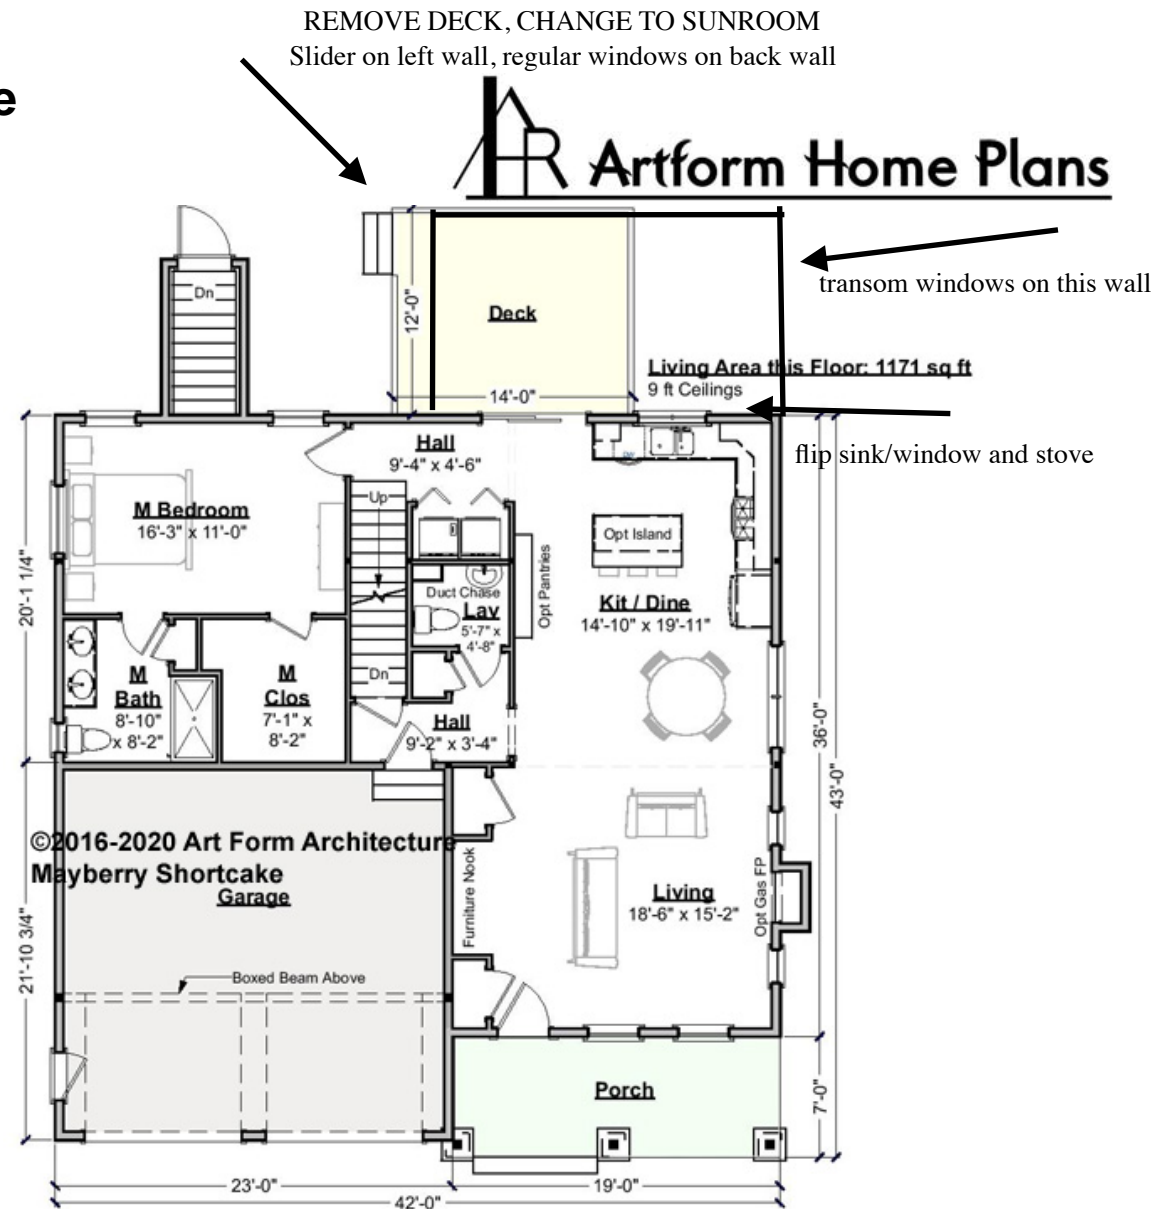 REMOVE DECK, CHANGE TO SUNROOM
Slider on left wall, regular windows on back wall
e
AR Artform Home Plans
transom windows on this wall
Dn
12'-0"
Deck
14'-0"
Living Area this Floor: 1171 sq ft
9 ft Ceilings
flip sink/window and stove
Hall
9'-4" x 4'-6"
DW
Up
M Bedroom
16'-3" x 11'-0"
Opt Island
Opt Pantries
Duct Chase
Lav
5'-7" x
4'-8"
Kit / Dine
14'-10" x 19'-11"
20'-1 1/4"
M
Bath
8'-10"
x 8'-2"
M
Clos
7'-1" x
8'-2"
Dn
Hall
9'-2" x 3'-4"
36'-0"
43'-0"
©2016-2020 Art Form Architecture
Mayberry Shortcake
Garage
Furniture Nook
Living
18'-6" x 15'-2"
Opt Gas FP
21'-10 3/4"
Boxed Beam Above
Porch
7'-0"
23'-0"
19'-0"
42'-0"